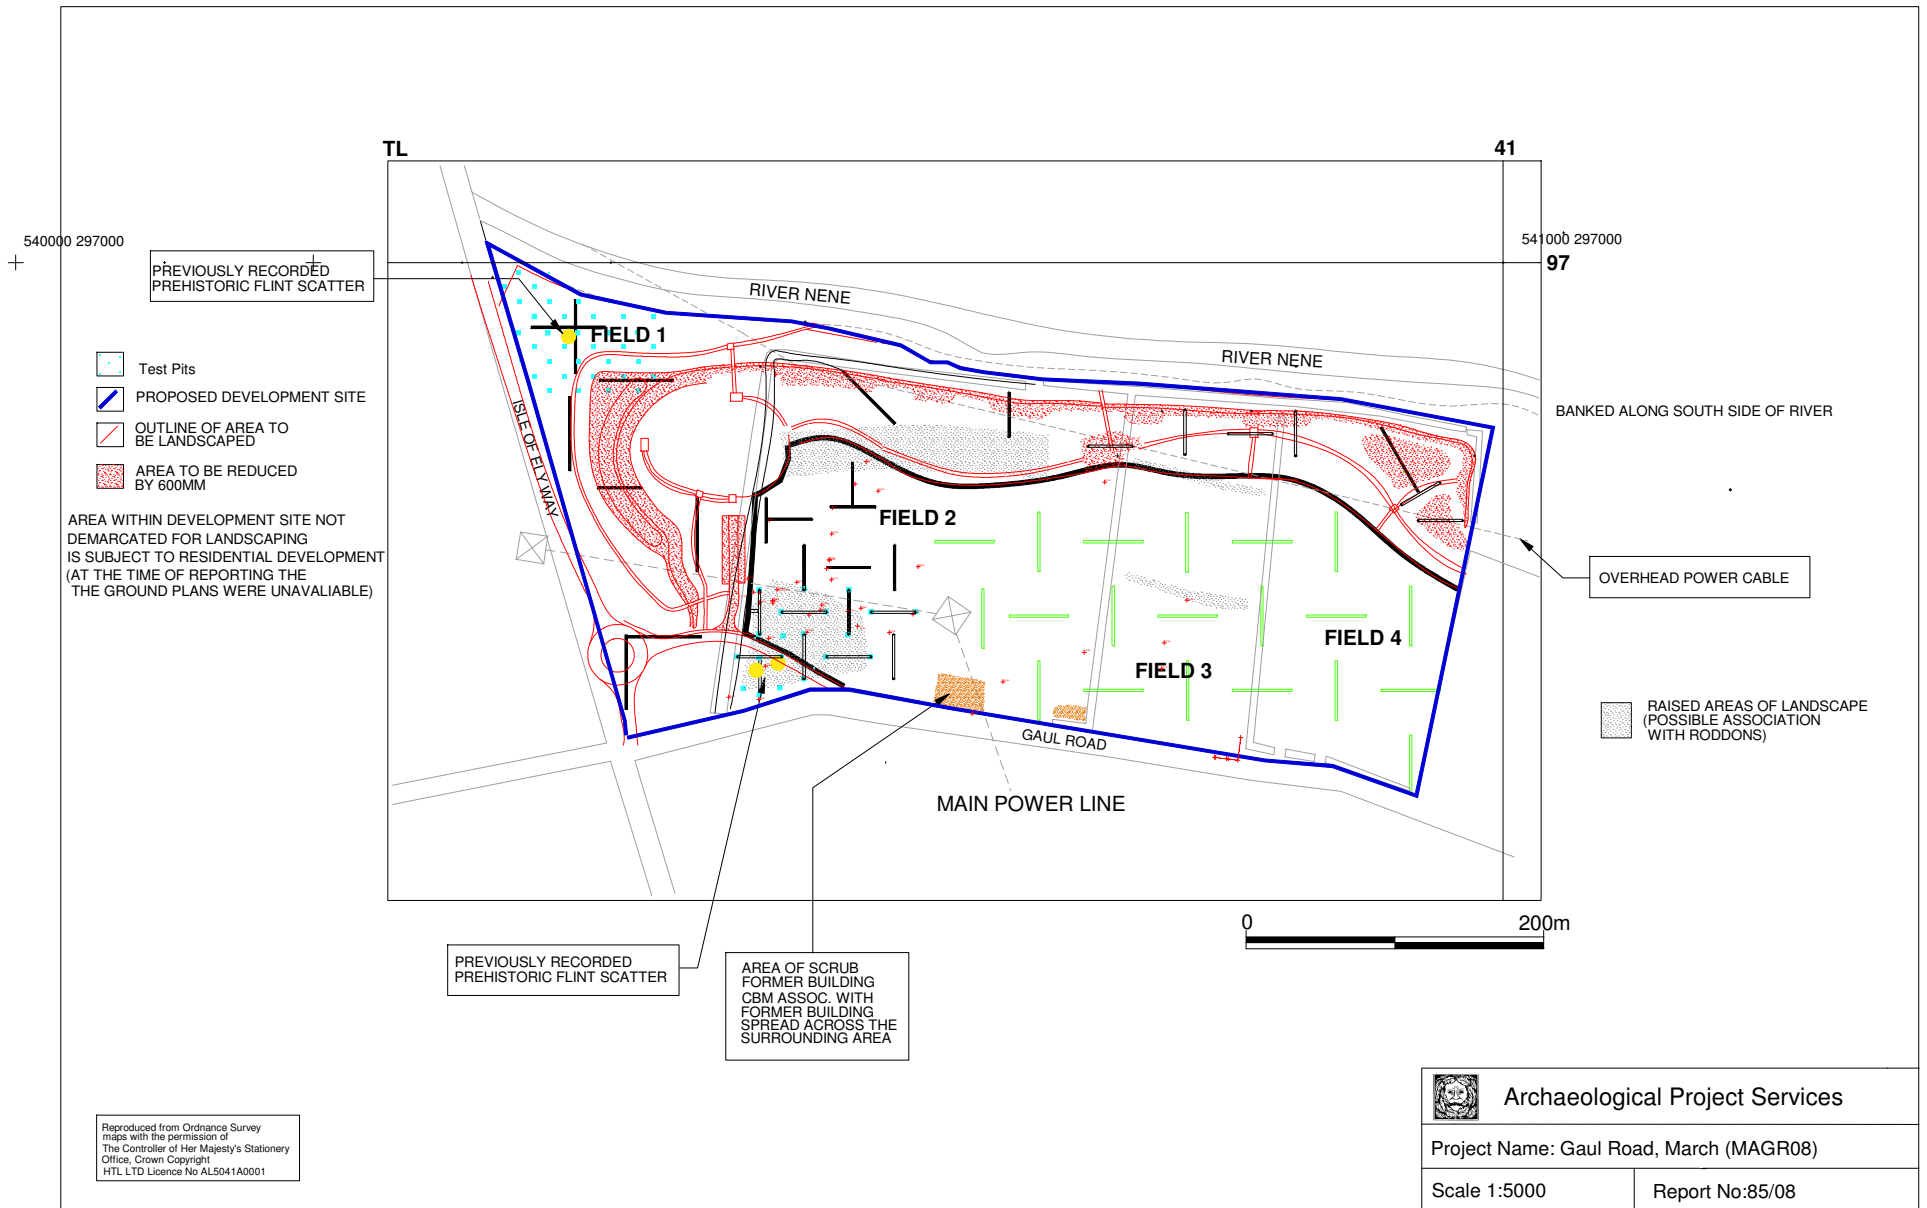 TL
41
540000 297000
541000 297000
97
PREVIOUSLY RECORDED
PREHISTORIC FLINT SCATTER
RIVER NENE
FIELD 1
RIVER NENE
Test Pits
PROPOSED DEVELOPMENT SITE
OUTLINE OF AREA TO
BE LANDSCAPED
AREA TO BE REDUCED
BY 600MM
AREA WITHIN DEVELOPMENT SITE NOT
DEMARCATED FOR LANDSCAPING
IS SUBJECT TO RESIDENTIAL DEVELOPMENT
(AT THE TIME OF REPORTING THE
THE GROUND PLANS WERE UNAVALIABLE)
ISLE OF ELY WAY
BANKED ALONG SOUTH SIDE OF RIVER
FIELD 2
OVERHEAD POWER CABLE
FIELD 4
FIELD 3
RAISED AREAS OF LANDSCAPE
(POSSIBLE ASSOCIATION
WITH RODDONS)
GAUL ROAD
MAIN POWER LINE
0
200m
PREVIOUSLY RECORDED
PREHISTORIC FLINT SCATTER
AREA OF SCRUB
FORMER BUILDING
CBM ASSOC. WITH
FORMER BUILDING
SPREAD ACROSS THE
SURROUNDING AREA
Archaeological Project Services
Project Name: Gaul Road, March (MAGR08)
Scale 1:5000
Report No:85/08
Reproduced from Ordnance Survey
maps with the permission of
The Controller of Her Majesty's Stationery
Office, Crown Copyright
HTL LTD Licence No AL5041A0001